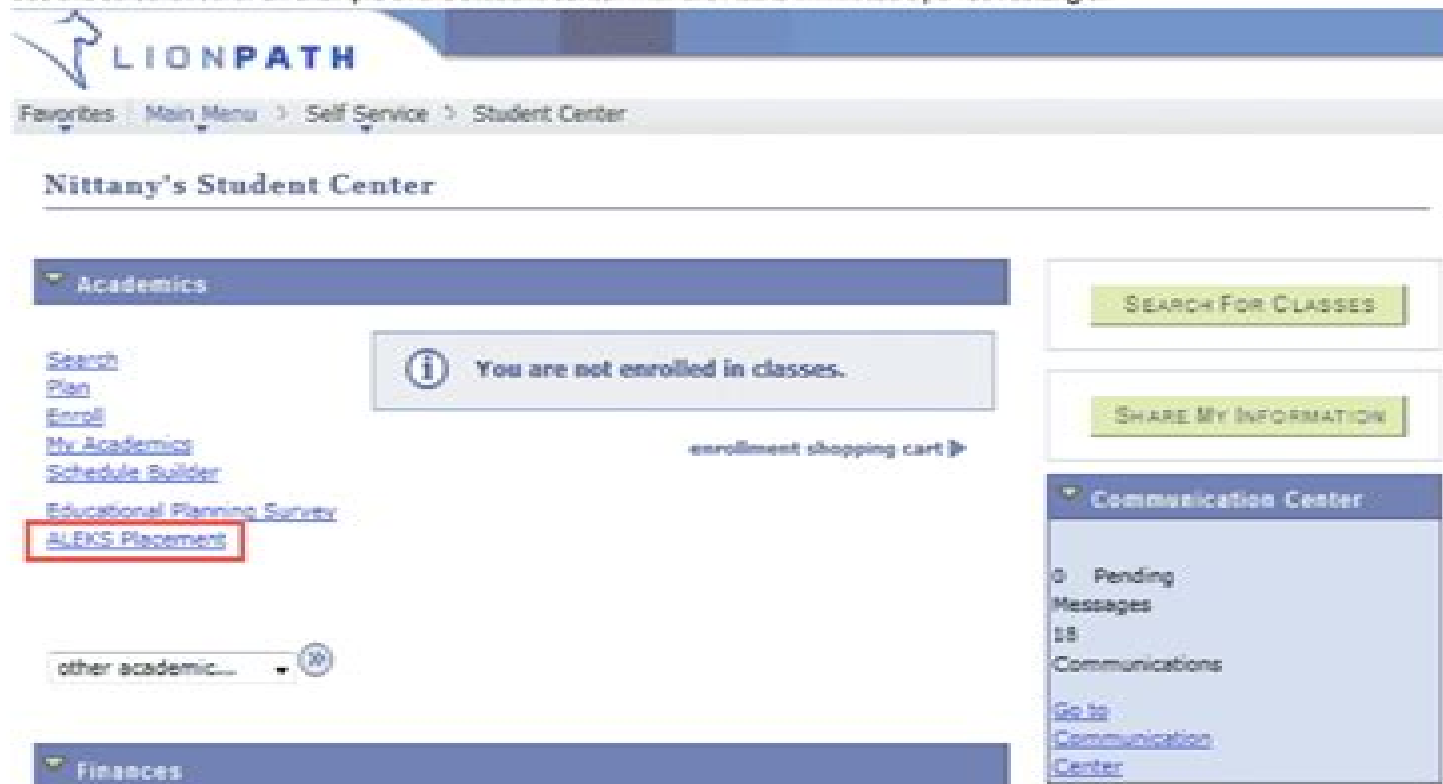 LIONPATH
Favorites Main Menu > Self Service > Student Center
Nittany's Student Center
Academics
Search
Plan
Enroll
My Academics
Schedule Builder
Educational Planning Survey
ALEKS Placement
You are not enrolled in classes.
enrollment shopping cart
other academic...
Finances
SEARCH FOR CLASSES
SHARE MY INFORMATION
Communication Center
0 Pending
Messages
18
Communications
Go to
Communication
Center